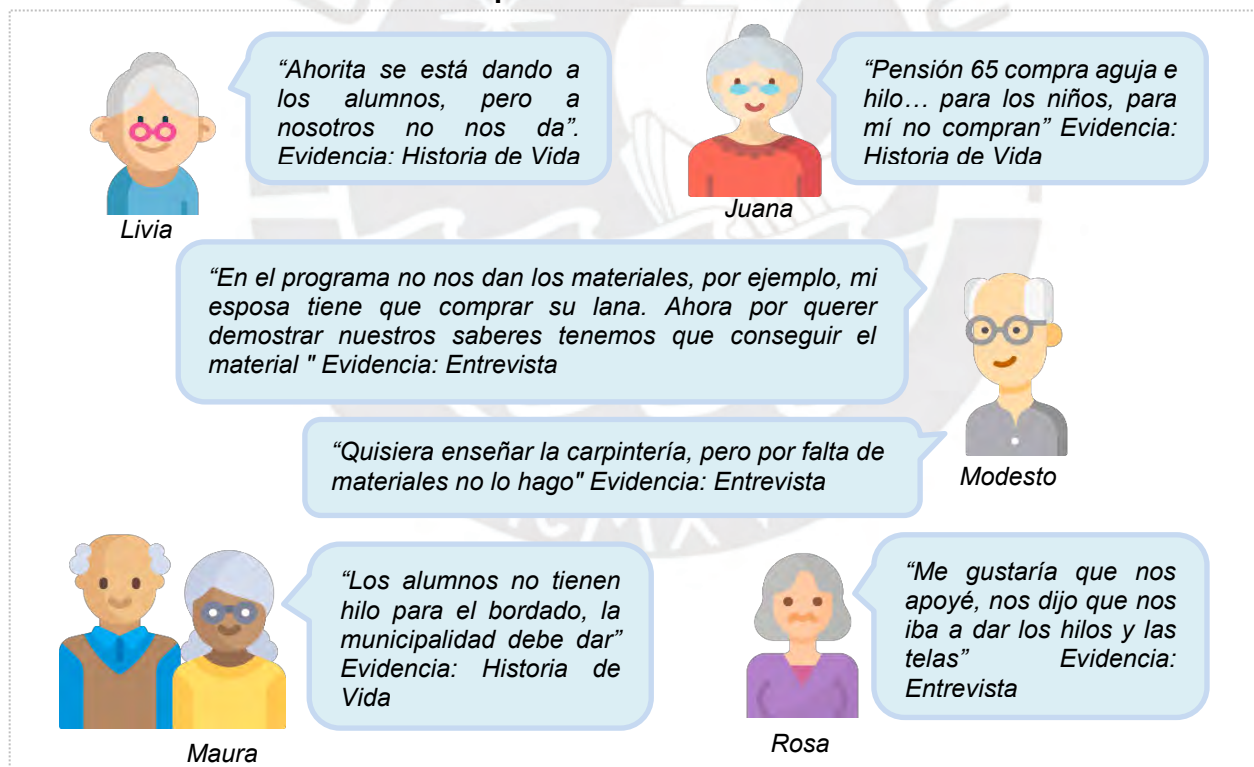 “Ahorita se está dando a
los alumnos, pero a
nosotros no nos da”.
Evidencia: Historia de Vida
Livia
“Pensión 65 compra aguja e
hilo… para los niños, para
mí no compran” Evidencia:
Historia de Vida
Juana
“En el programa no nos dan los materiales, por ejemplo, mi
esposa tiene que comprar su lana. Ahora por querer
demostrar nuestros saberes tenemos que conseguir el
material " Evidencia: Entrevista
“Quisiera enseñar la carpintería, pero por falta de
materiales no lo hago" Evidencia: Entrevista
Modesto
“Los alumnos no tienen
hilo para el bordado, la
municipalidad debe dar”
Evidencia: Historia de
Vida
Maura
“Me gustaría que nos
apoyé, nos dijo que nos
iba a dar los hilos y las
telas” Evidencia:
Entrevista
Rosa